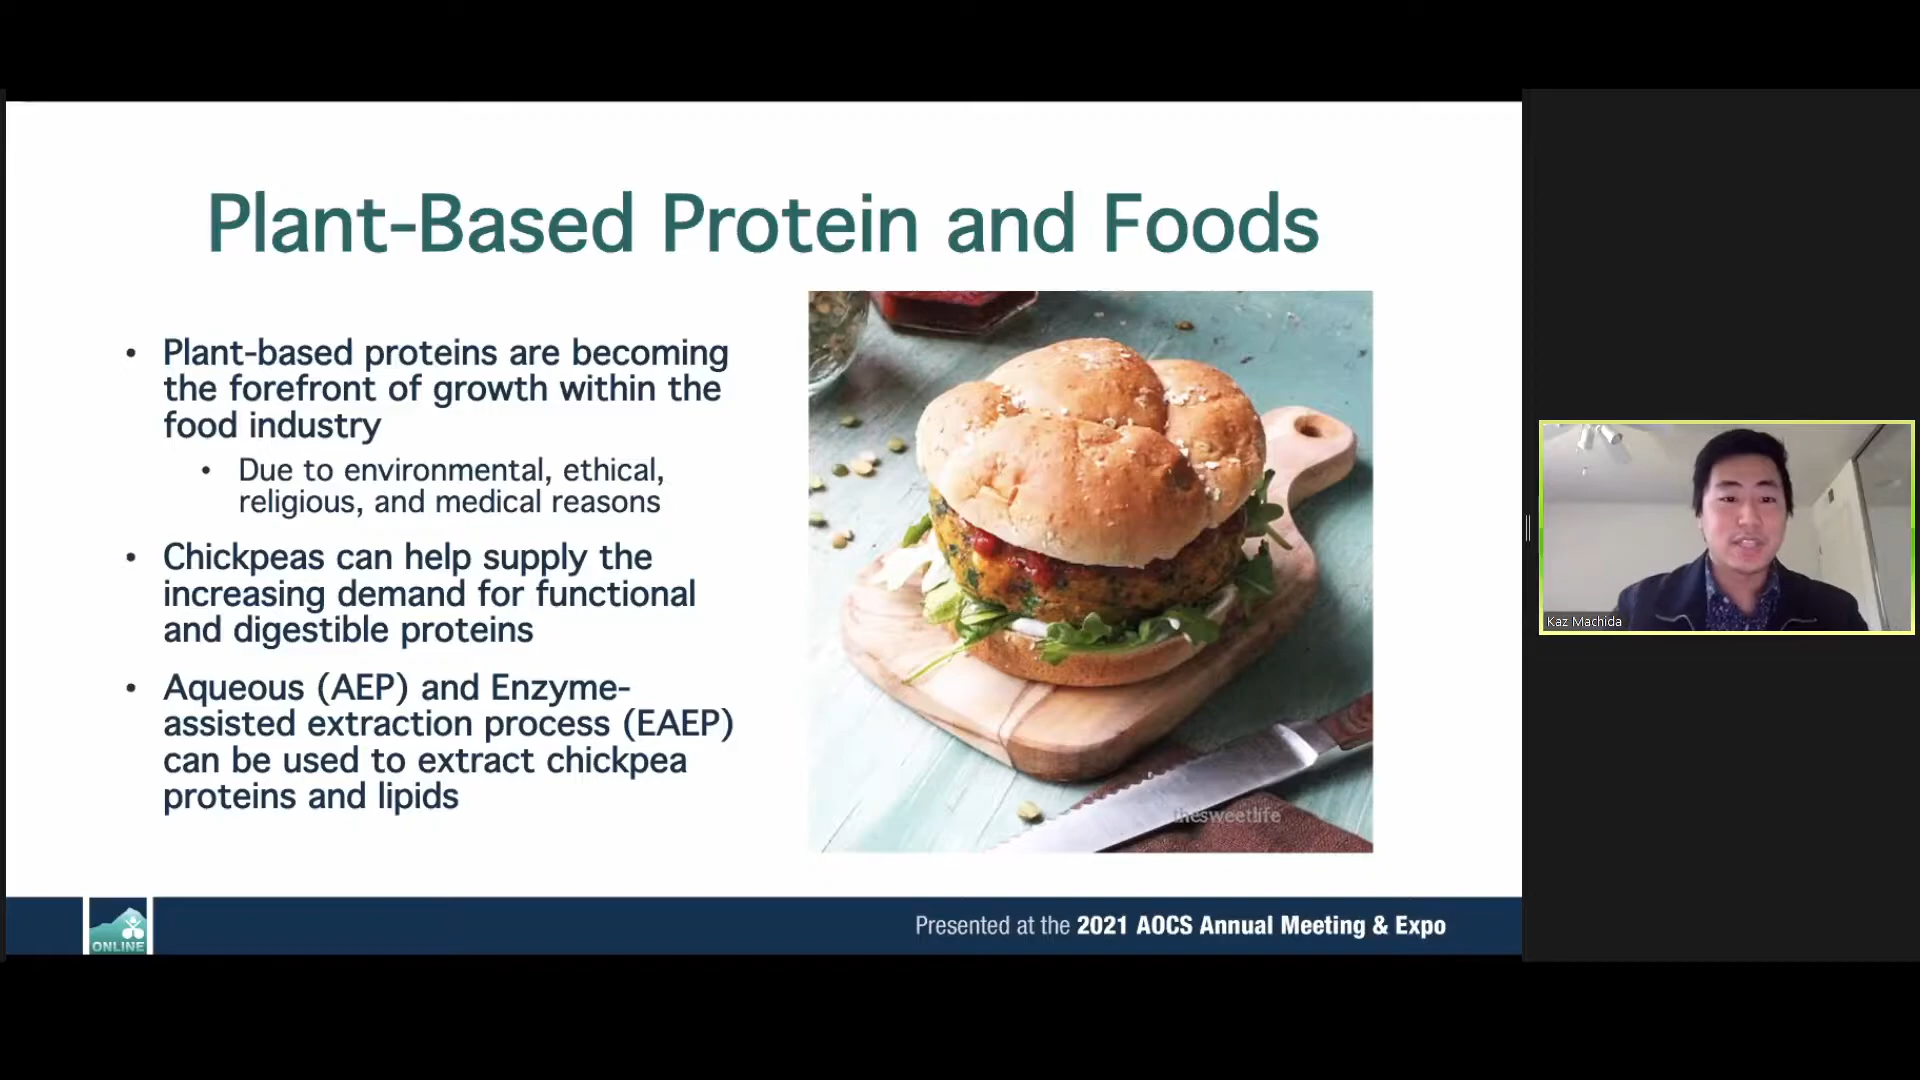 Plant-Based Protein and Foods
• Plant-based proteins are becoming
the forefront of growth within the
food industry
• Due to environmental, ethical,
religious, and medical reasons
• Chickpeas can help supply the
increasing demand for functional
and digestible proteins
• Aqueous (AEP) and Enzyme-
assisted extraction process (EAEP)
can be used to extract chickpea
proteins and lipids
thesweetlife
Kaz Machida
ONLINE
Presented at the 2021 AOCS Annual Meeting & Expo